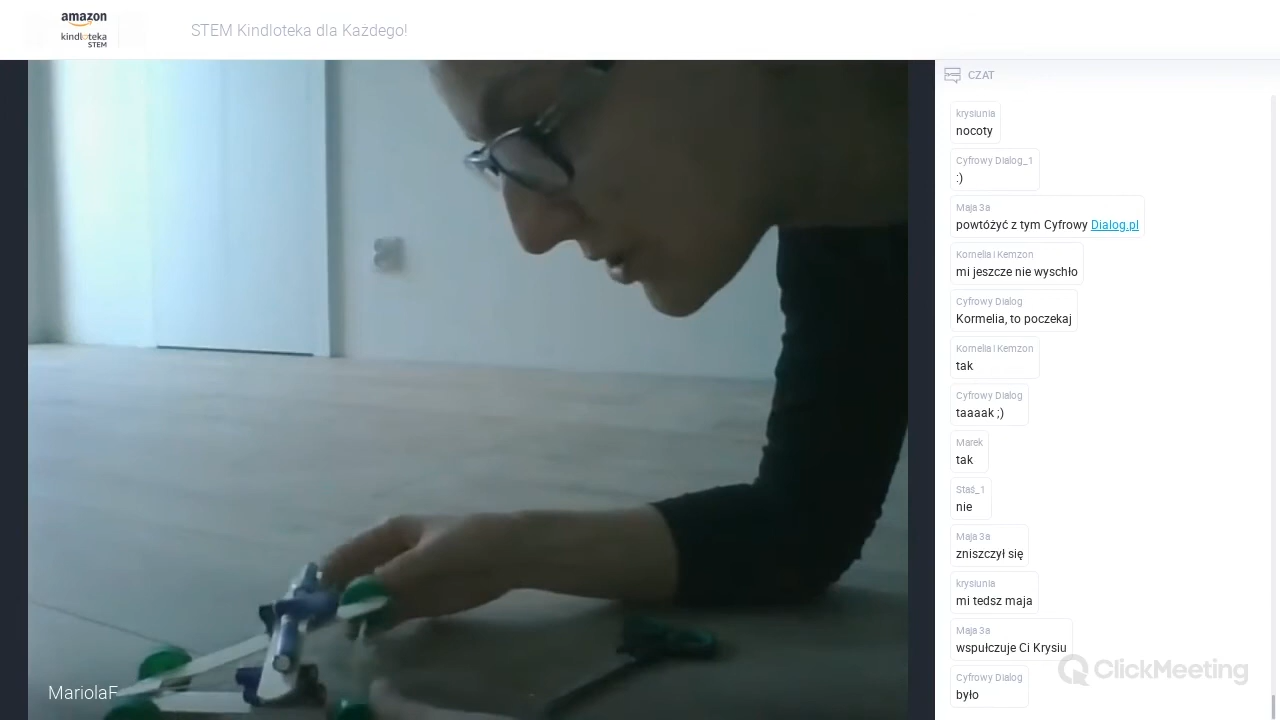 amazon
kindloteka
STEM
STEM Kindloteka dla Każdego!
CZAT
krysiunia
nocoty
Cyfrowy Dialog_1
:)
Maja 3a
powtóżyć z tym Cyfrowy Dialog.pl
Kornelia i Kemzon
mi jeszcze nie wyschło
Cyfrowy Dialog
Kormelia, to poczekaj
Kornelia i Kemzon
tak
Cyfrowy Dialog
taaaak ;)
Marek
tak
Staś_1
nie
Maja 3a
zniszczył się
krysiunia
mi tedsz maja
Maja 3a
wspułczuje Ci Krysiu
Cyfrowy Dialog
było
MariolaF
ClickMeeting